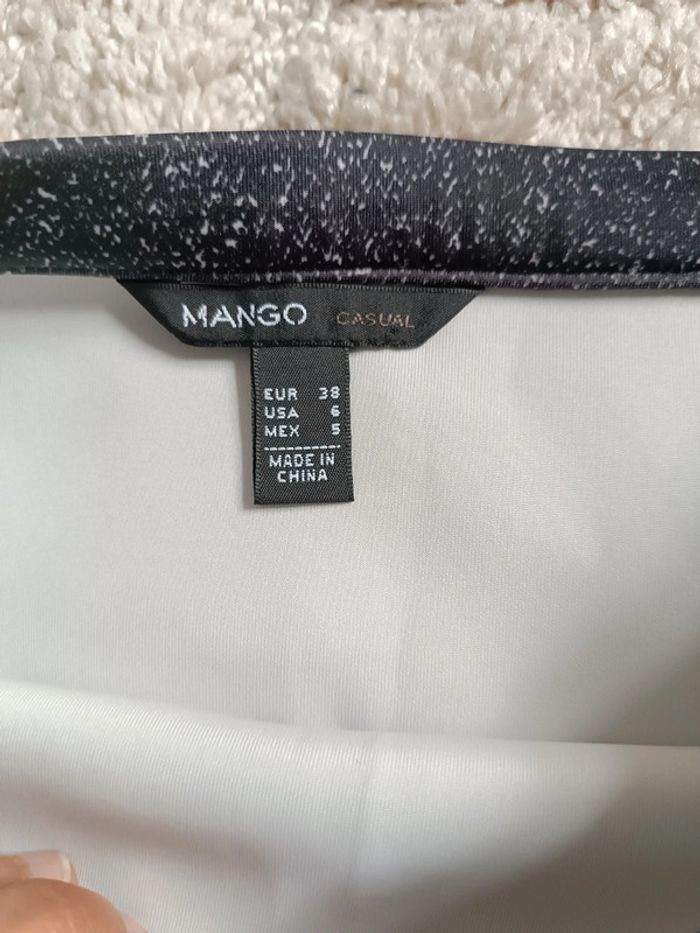 MANGO CASUAL
EUR 38
USA 6
MEX 5
MADE IN
CHINA